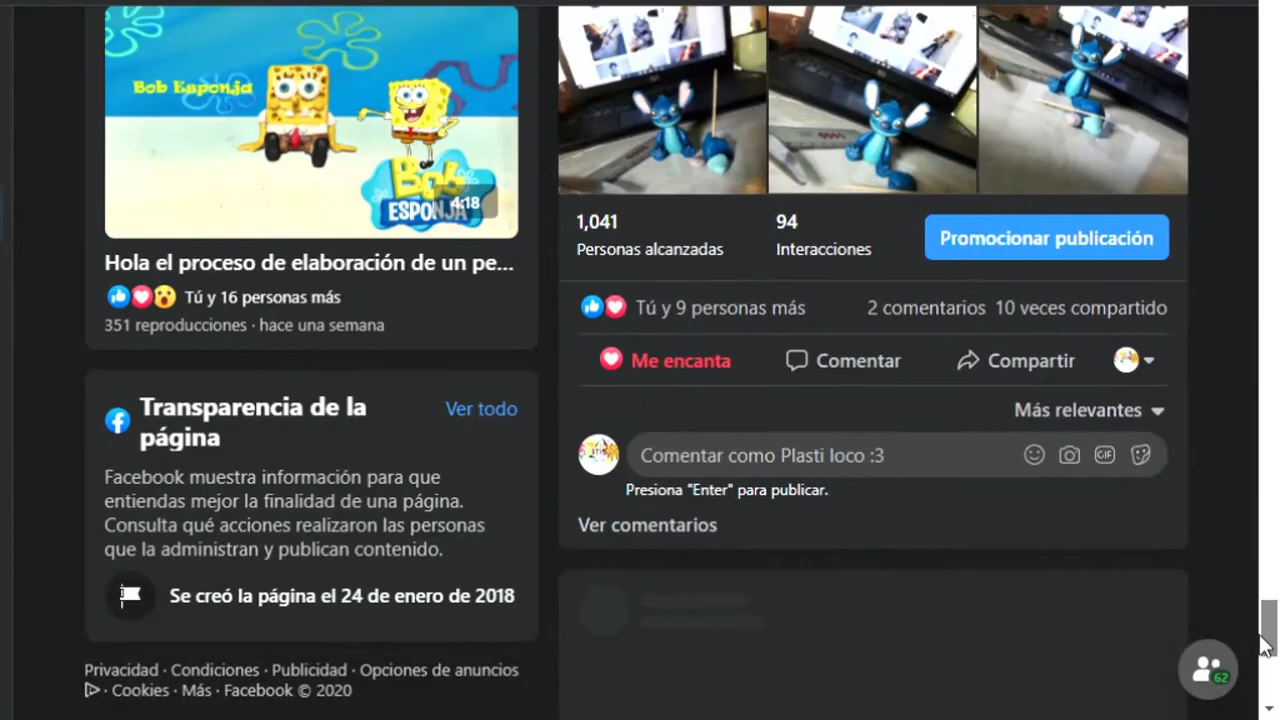 Bob Esponja
Bob
ESPONJA
4:18
Hola el proceso de elaboración de un pe...
Tú y 16 personas más
351 reproducciones · hace una semana
Transparencia de la
página
Ver todo
Facebook muestra información para que
entiendas mejor la finalidad de una página.
Consulta qué acciones realizaron las personas
que la administran y publican contenido.
Se creó la página el 24 de enero de 2018
Privacidad · Condiciones · Publicidad · Opciones de anuncios
· Cookies · Más · Facebook © 2020
1,041
Personas alcanzadas
94
Interacciones
Promocionar publicación
Tú y 9 personas más
2 comentarios 10 veces compartido
Me encanta
Comentar
Compartir
Más relevantes
Comentar como Plasti loco :3
GIF
Presiona "Enter" para publicar.
Ver comentarios
62